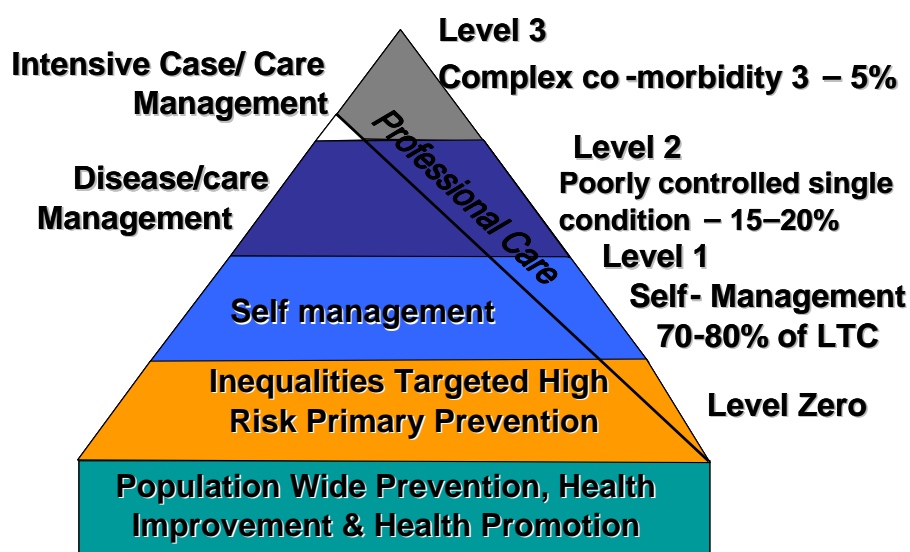 Level 3
Intensive Case/ Care
Management
Complex co -morbidity 3 – 5%
Professional Care
Level 2
Disease/care
Management
Poorly controlled single
condition – 15–20%
Level 1
Self- Management
70-80% of LTC
Self management
Inequalities Targeted High
Risk Primary Prevention
Level Zero
Population Wide Prevention, Health
Improvement & Health Promotion